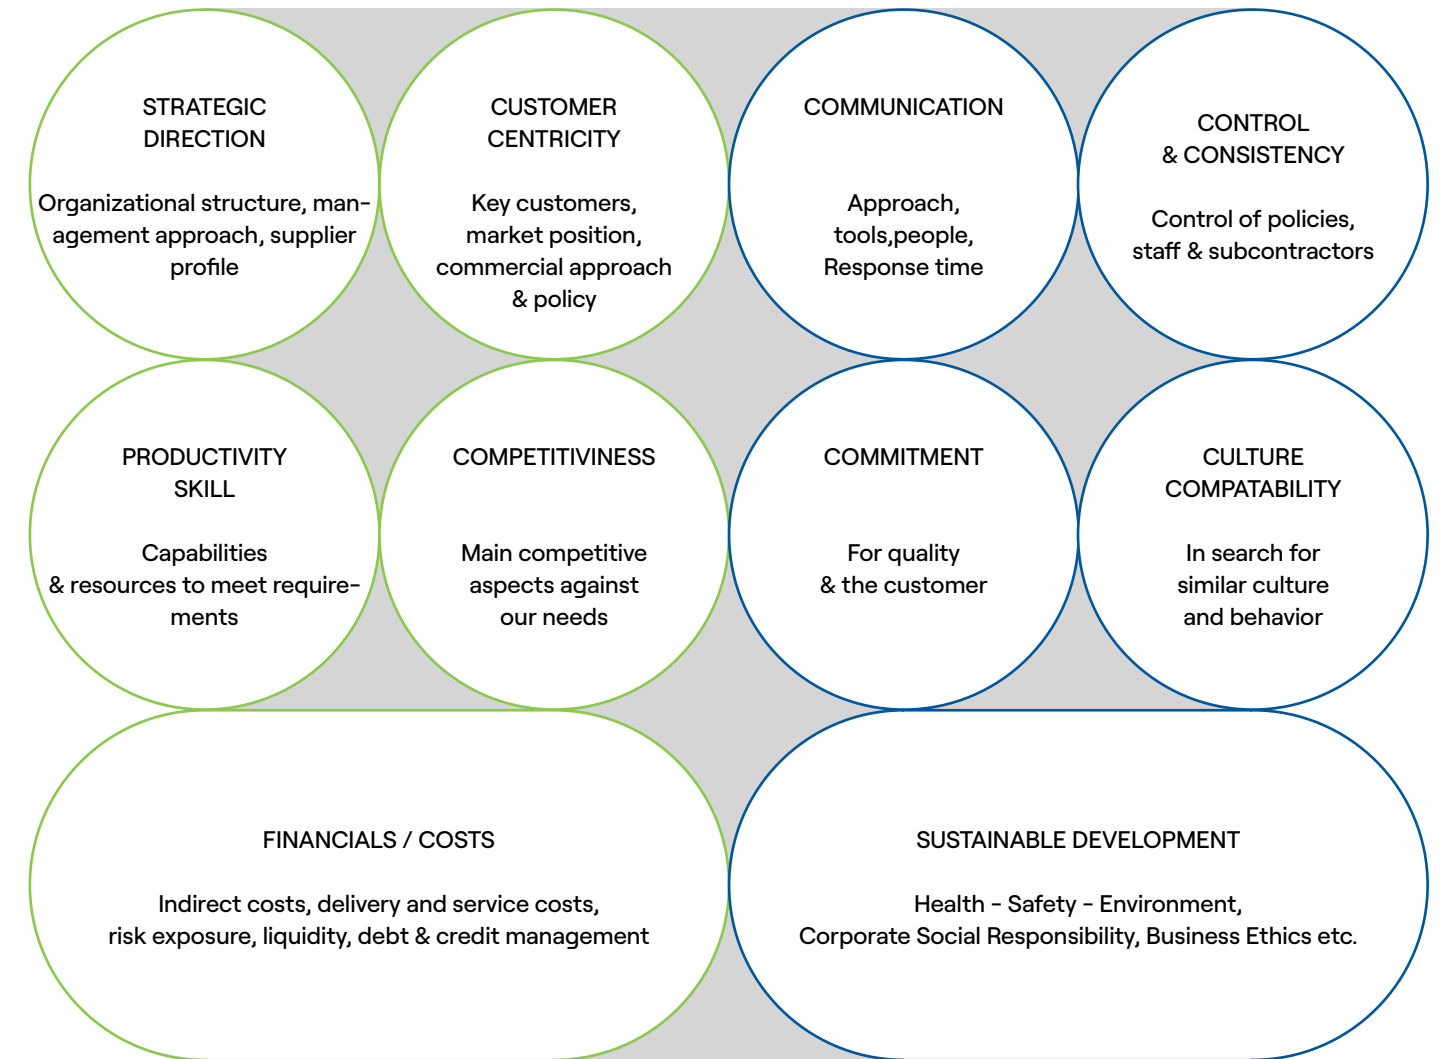 STRATEGIC
DIRECTION
Organizational structure, man-
agement approach, supplier
profile
CUSTOMER
CENTRICITY
Key customers,
market position,
commercial approach
& policy
COMMUNICATION
Approach,
tools,people,
Response time
CONTROL
& CONSISTENCY
Control of policies,
staff & subcontractors
PRODUCTIVITY
SKILL
Capabilities
& resources to meet require-
ments
COMPETITIVINESS
Main competitive
aspects against
our needs
COMMITMENT
For quality
& the customer
CULTURE
COMPATABILITY
In search for
similar culture
and behavior
FINANCIALS / COSTS
Indirect costs, delivery and service costs,
risk exposure, liquidity, debt & credit management
SUSTAINABLE DEVELOPMENT
Health - Safety - Environment,
Corporate Social Responsibility, Business Ethics etc.